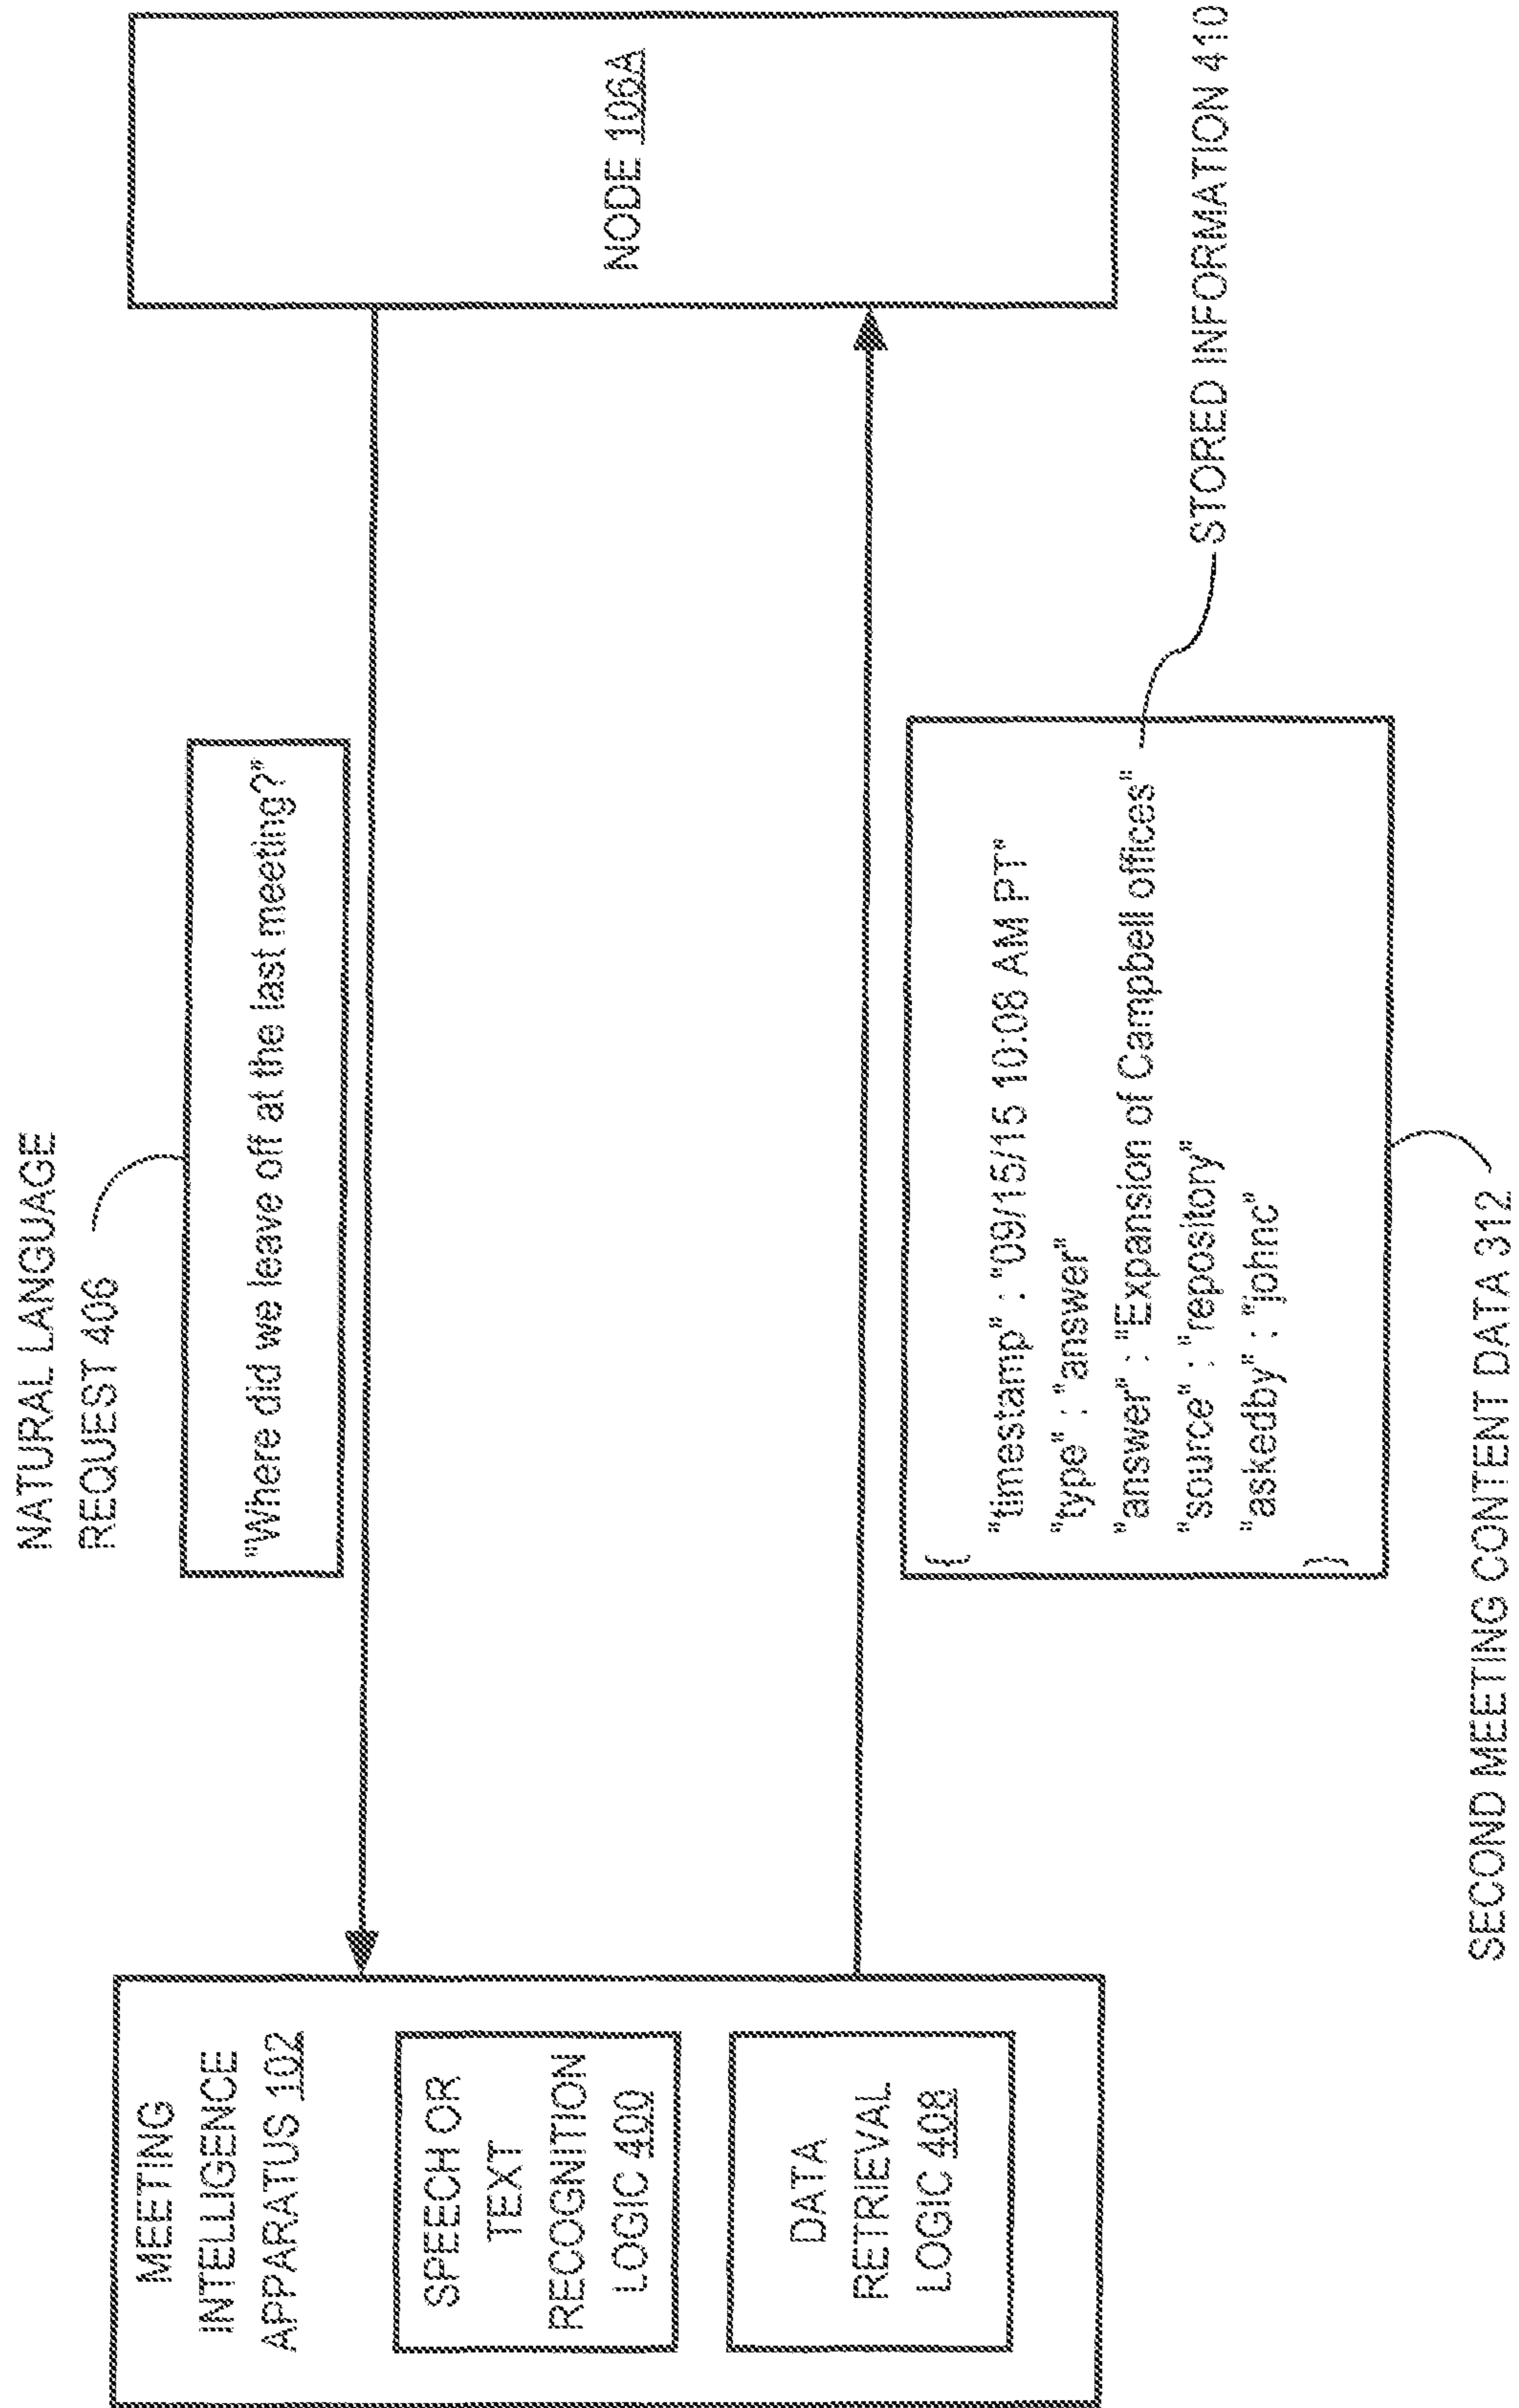 MEETING
INTELLIGENCE
APPARATUS 102
SPEECH OR
TEXT
RECOGNITION
LOGIC 400
DATA
RETRIEVAL
LOGIC 408
NATURAL LANGUAGE
REQUEST 406
"Where did we leave off at the last meeting?"
NODE 106A
{
"timestamp" : "09/15/15 10:08 AM PT"
"type" : "answer"
"answer" : "Expansion of Campbell offices"
"source" : "repository"
"askedby" : "johnc"
}
STORED INFORMATION 410
SECOND MEETING CONTENT DATA 312